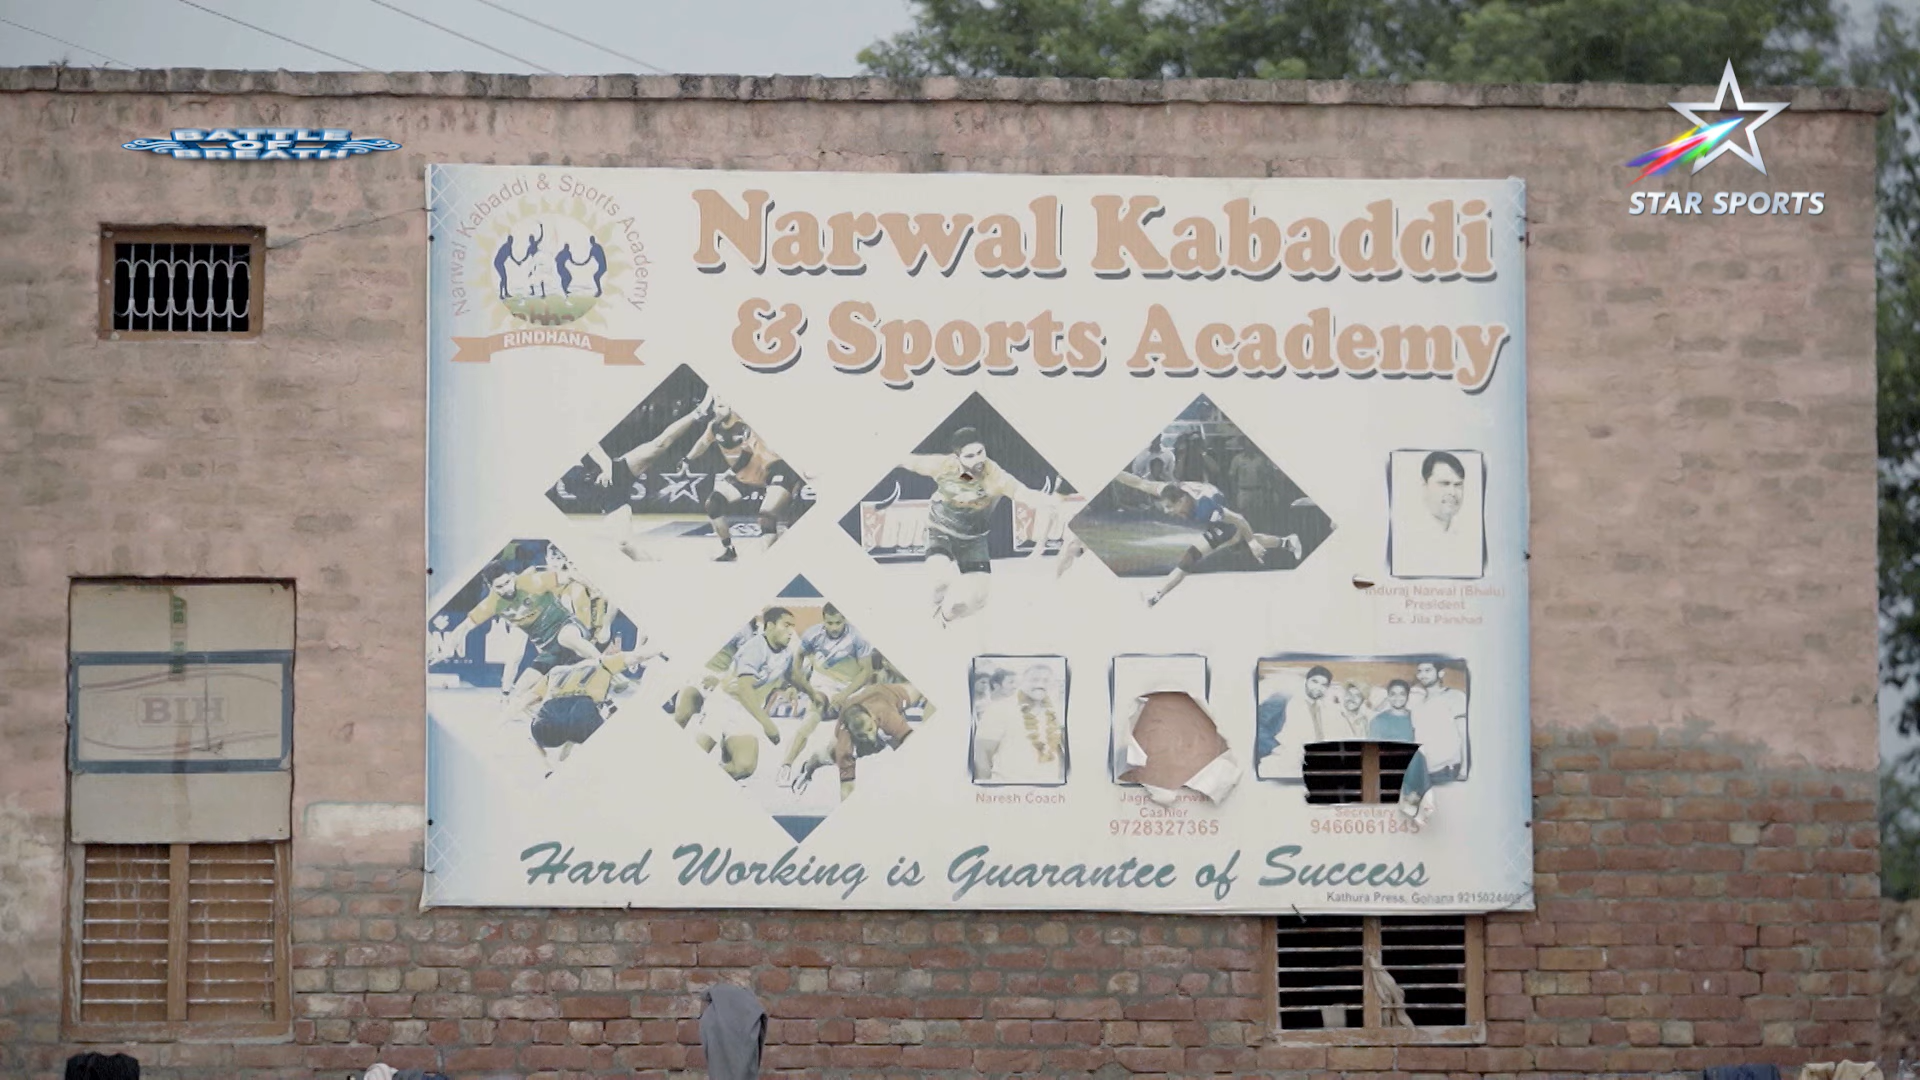 BATTLE
OF
BREATH
STAR SPORTS
Narwal Kabaddi & Sports Academy
RINDHANA
Narwal Kabaddi
& Sports Academy
Induraj Narwal (Bhalu)
President
Ex. Jila Parshad
Naresh Coach
Cashier
9728327365
Secretary
9466061845
Hard Working is Guarantee of Success
Kathura Press, Gohana
BIH